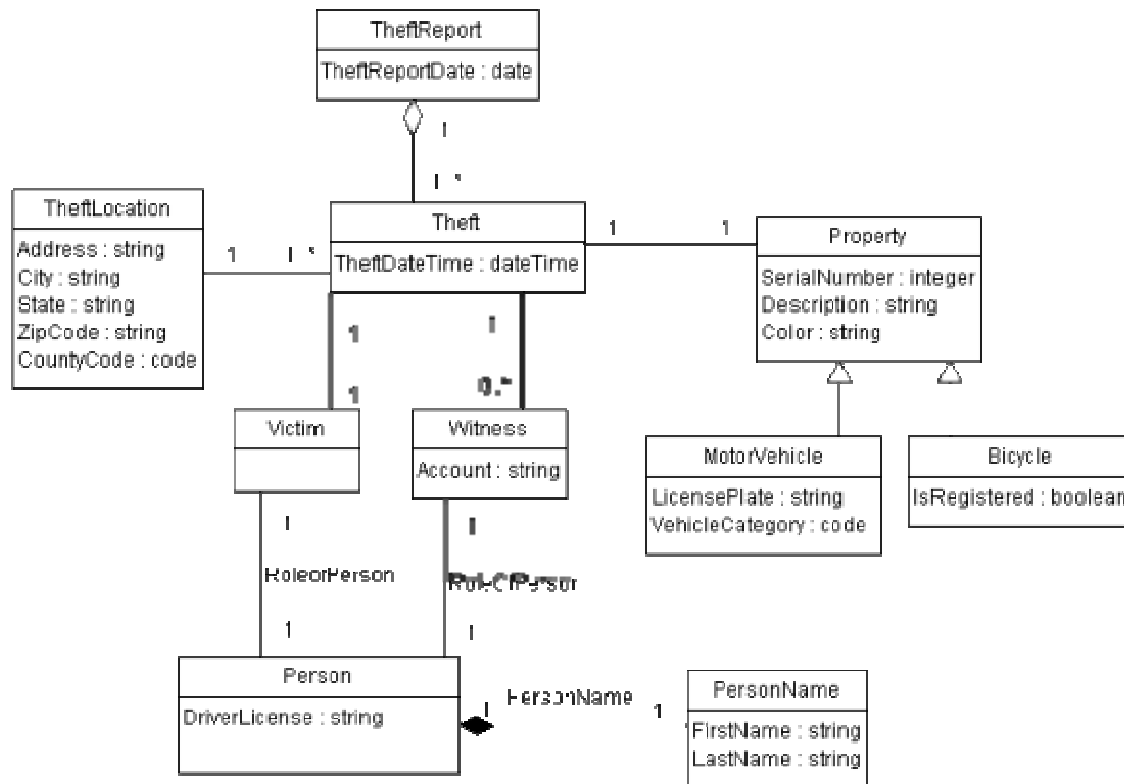 TheftReport
TheftReportDate : date
1
1..*
TheftLocation
Address : string
City : string
State : string
ZipCode : string
CountyCode : code
1
1..*
Theft
TheftDateTime : dateTime
1
1
Property
SerialNumber : integer
Description : string
Color : string
1
1
1
0..*
Victim
Witness
Account : string
MotorVehicle
LicensePlate : string
VehicleCategory : code
Bicycle
IsRegistered : boolean
1
1
RoleofPerson
RoleOfPerson
1
1
Person
DriverLicense : string
1
PersonName
1
PersonName
FirstName : string
LastName : string